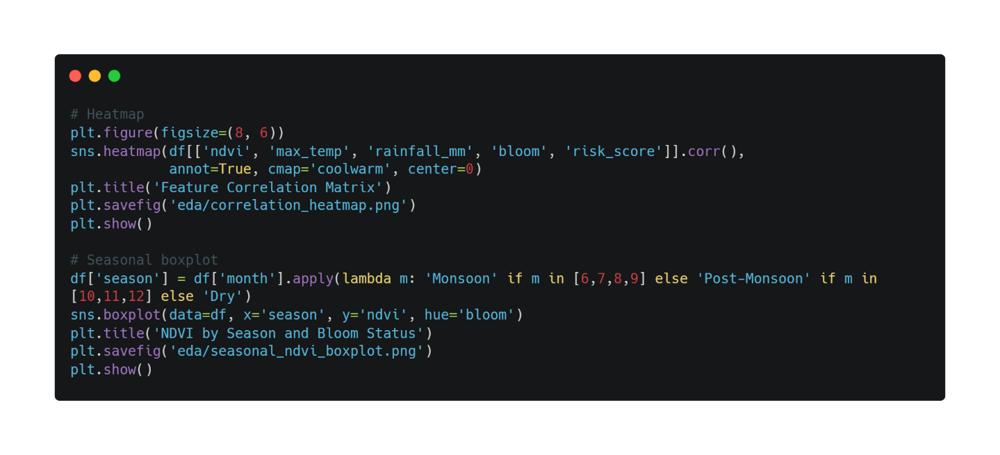 # Heatmap
plt.figure(figsize=(8, 6))
sns.heatmap(df[['ndvi', 'max_temp', 'rainfall_mm', 'bloom', 'risk_score']].corr(),
            annot=True, cmap='coolwarm', center=0)
plt.title('Feature Correlation Matrix')
plt.savefig('eda/correlation_heatmap.png')
plt.show()

# Seasonal boxplot
df['season'] = df['month'].apply(lambda m: 'Monsoon' if m in [6,7,8,9] else 'Post-Monsoon' if m in
[10,11,12] else 'Dry')
sns.boxplot(data=df, x='season', y='ndvi', hue='bloom')
plt.title('NDVI by Season and Bloom Status')
plt.savefig('eda/seasonal_ndvi_boxplot.png')
plt.show()